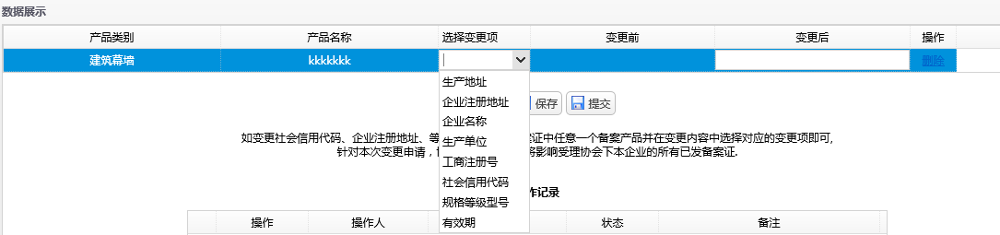 数据展示
产品类别 产品名称 选择变更项 变更前 变更后 操作
建筑幕墙 kkkkkkk 删除
生产地址
企业注册地址
企业名称
生产单位
工商注册号
社会信用代码
规格等级型号
有效期
保存 提交
如变更社会信用代码、企业注册地址、等 案证中任意一个备案产品并在变更内容中选择对应的变更项即可,
针对本次变更申请， 将影响受理协会下本企业的所有已发备案证.
作记录
操作 操作人 状态 备注